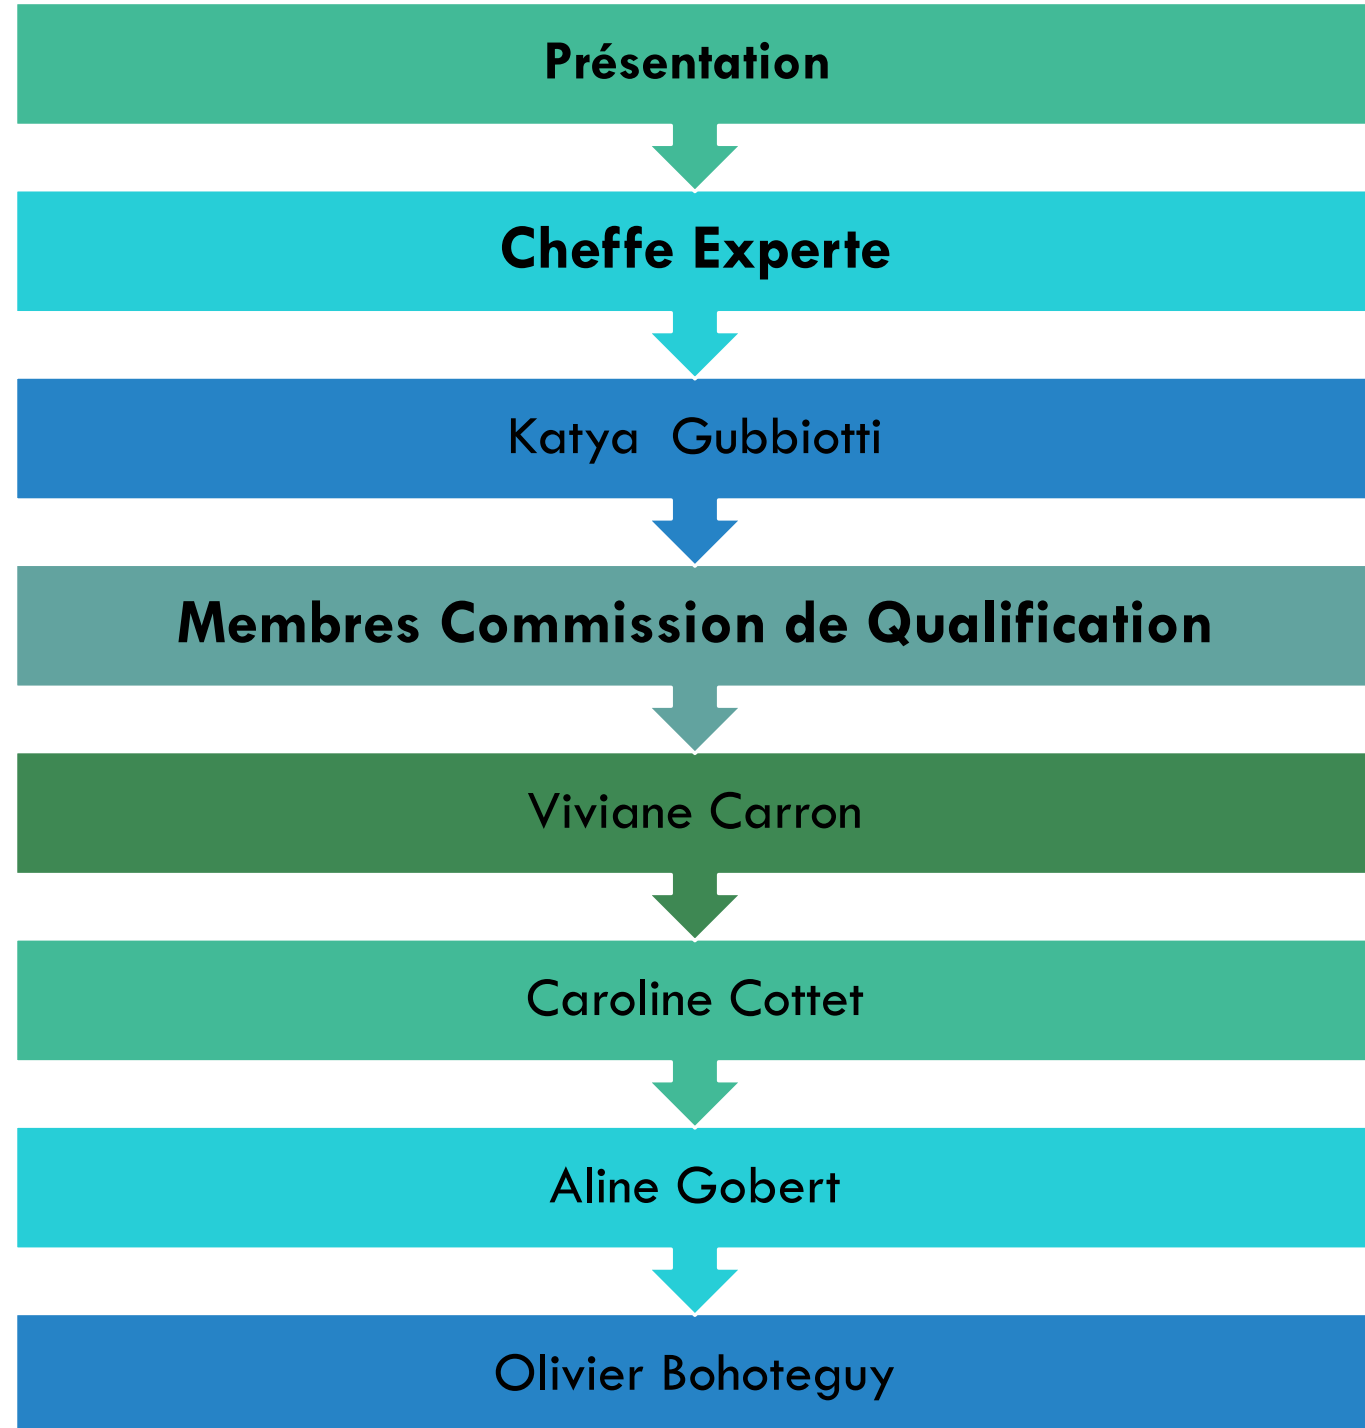 Présentation
Cheffe Experte
Katya  Gubbiotti
Membres Commission de Qualification
Viviane Carron
Caroline Cottet
Aline Gobert
Olivier Bohoteguy